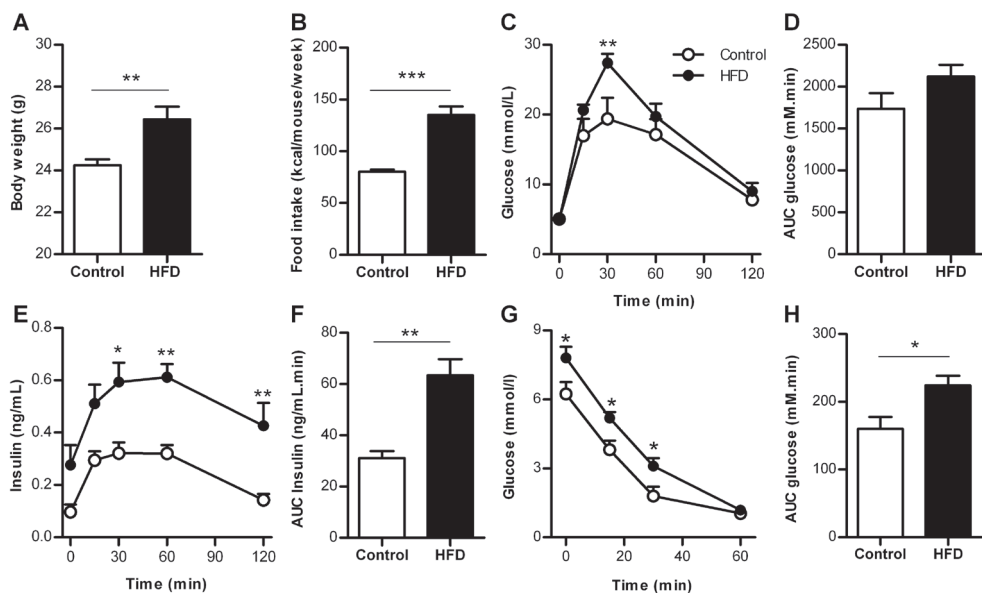 A
Body weight (g)
30
28
26
24
22
20
**
Control
HFD
B
Food intake (kcal/mouse/week)
200
150
100
50
0
***
Control
HFD
C
Glucose (mmol/L)
30
20
10
0
**
Control
HFD
0
30
60
90
120
Time (min)
D
AUC glucose (mM.min)
2500
2000
1500
1000
500
0
Control
HFD
E
Insulin (ng/mL)
0.8
0.6
0.4
0.2
0.0
*
**
**
0
30
60
90
120
Time (min)
F
AUC Insulin (ng/mL.min)
80
60
40
20
0
**
Control
HFD
G
Glucose (mmol/l)
9
6
3
0
*
*
*
0
20
40
60
Time (min)
H
AUC glucose (mM.min)
300
200
100
0
*
Control
HFD